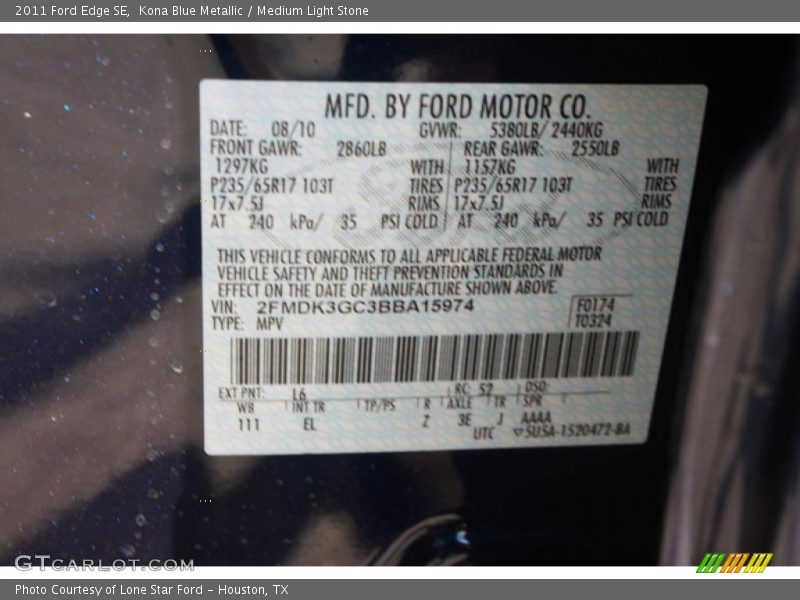 2011 Ford Edge SE, Kona Blue Metallic / Medium Light Stone
MFD. BY FORD MOTOR CO.
DATE: 08/10 GVWR: 5380LB/ 2440KG
FRONT GAWR: 2860LB REAR GAWR: 2550LB
1297KG WITH 1157KG WITH
P235/65R17 103T TIRES P235/65R17 103T TIRES
17x7.5J RIMS 17x7.5J RIMS
AT 240 kPa/ 35 PSI COLD AT 240 kPa/ 35 PSI COLD
THIS VEHICLE CONFORMS TO ALL APPLICABLE FEDERAL MOTOR
VEHICLE SAFETY AND THEFT PREVENTION STANDARDS IN
EFFECT ON THE DATE OF MANUFACTURE SHOWN ABOVE.
VIN: 2FMDK3GC3BBA15974 F0174
TYPE: MPV T0324
EXT PNT: L6 RC: 52 DSO:
WB INT TR TP/PS R AXLE TR SPR
111 EL Z 3E J AAAA
UTC ▽5U5A-1520472-BA
GTCARLOT.COM
Photo Courtesy of Lone Star Ford - Houston, TX